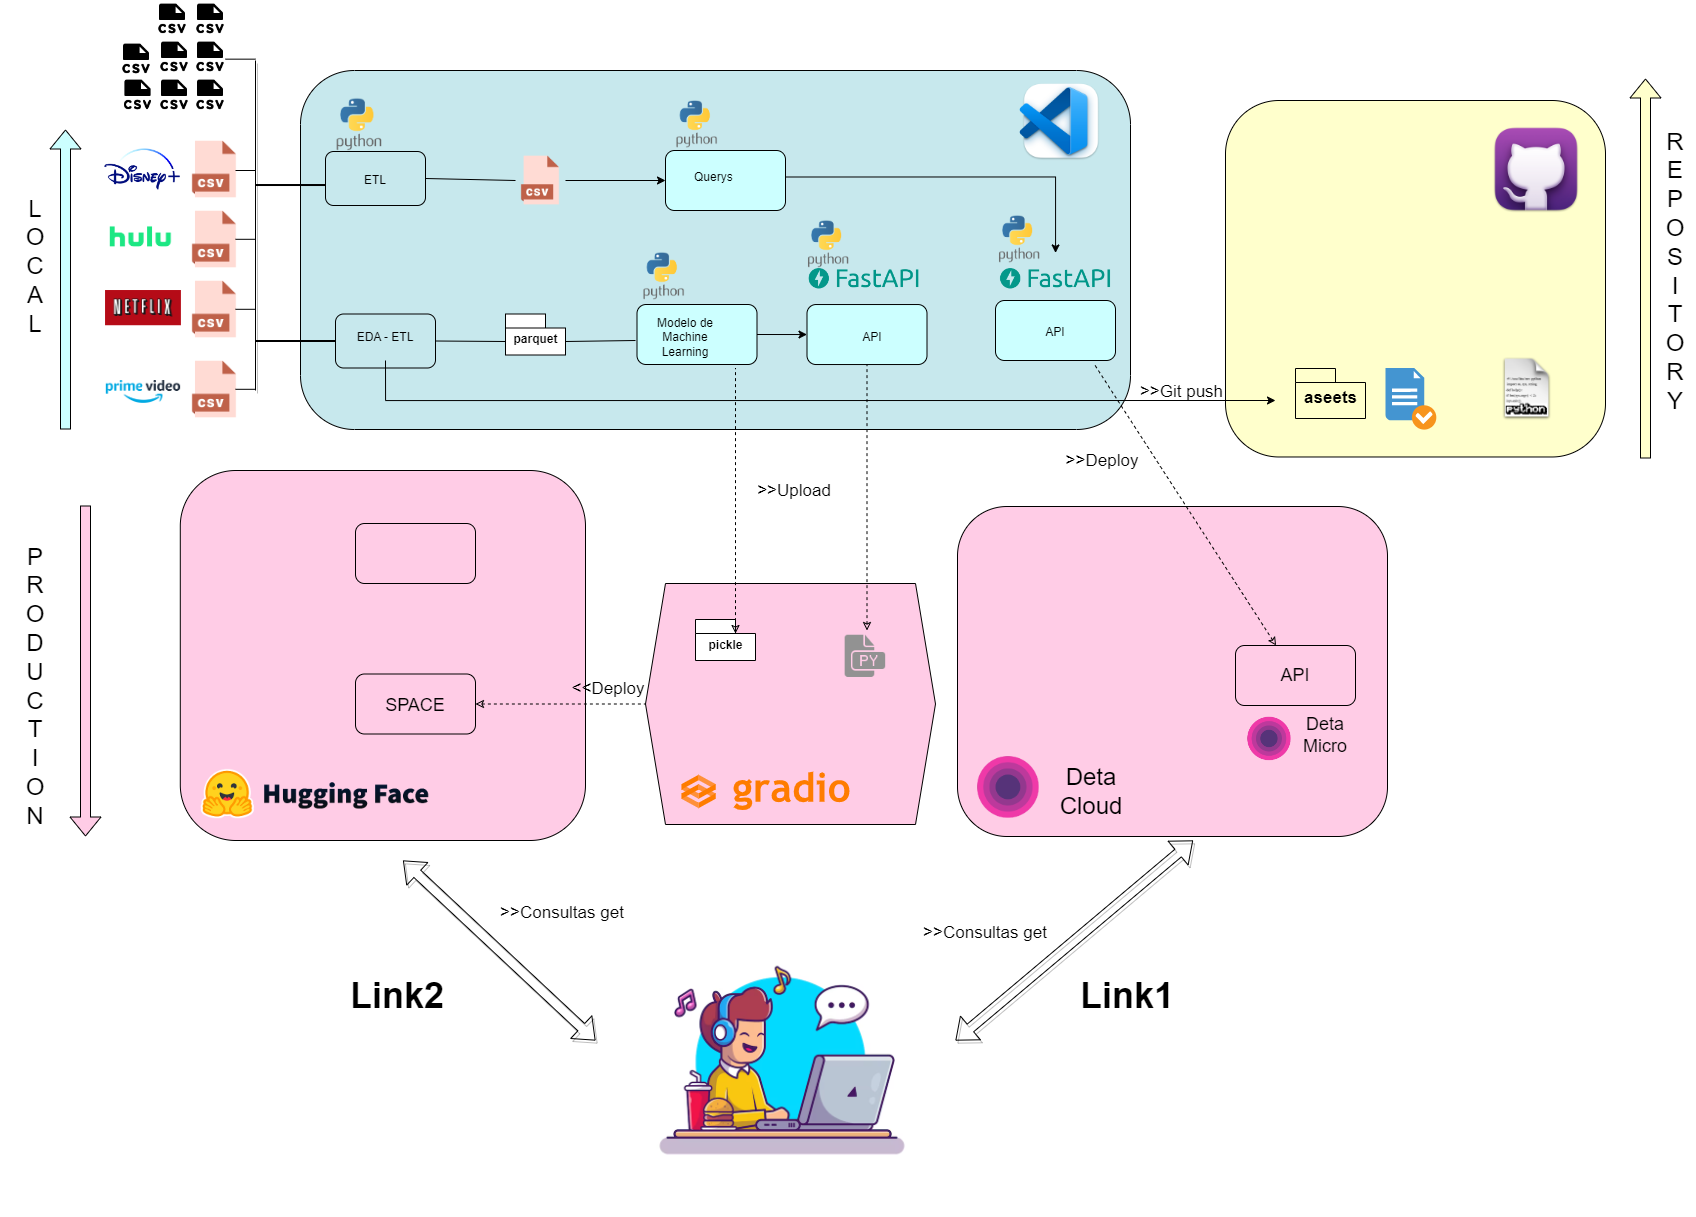 CSV CSV
CSV CSV CSV
CSV CSV CSV
Disney+
CSV
hulu
CSV
NETFLIX
CSV
prime video
CSV
LOCAL
python
ETL
CSV
python
Querys
python
FastAPI
API
EDA - ETL
parquet
python
Modelo de
Machine
Learning
python
FastAPI
API
>>Git push
aseets
python
REPOSITORY
>>Upload
>>Deploy
PRODUCTION
SPACE
Hugging Face
<<Deploy
pickle
PY
gradio
API
Deta
Micro
Deta
Cloud
>>Consultas get
>>Consultas get
Link2
Link1